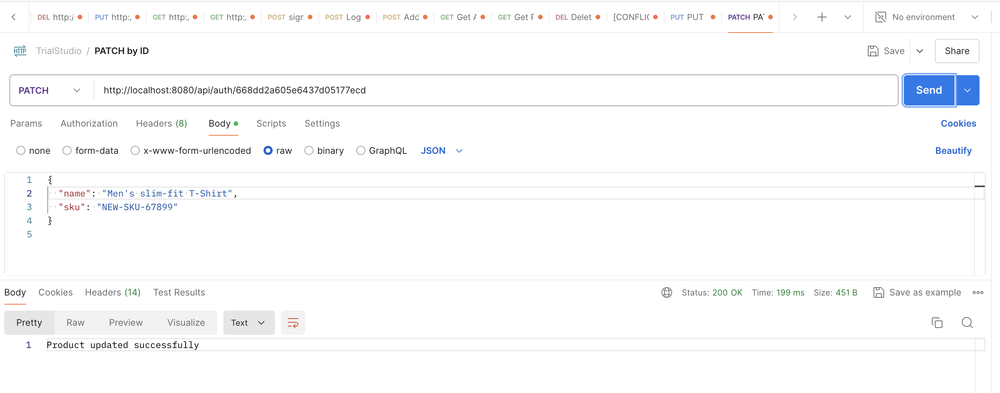 DEL http:/ PUT http:, GET http:, GET http:, POST sign POST Log POST Add GET Get A GET Get F DEL Delet [CONFLIC PUT PUT PATCH PAT No environment
HTTP TrialStudio / PATCH by ID Save Share
PATCH http://localhost:8080/api/auth/668dd2a605e6437d05177ecd Send
Params Authorization Headers (8) Body Scripts Settings Cookies
none form-data x-www-form-urlencoded raw binary GraphQL JSON Beautify
1 {
2 "name": "Men's slim-fit T-Shirt",
3 "sku": "NEW-SKU-67899"
4 }
5
Body Cookies Headers (14) Test Results Status: 200 OK Time: 199 ms Size: 451 B Save as example
Pretty Raw Preview Visualize Text
1 Product updated successfully